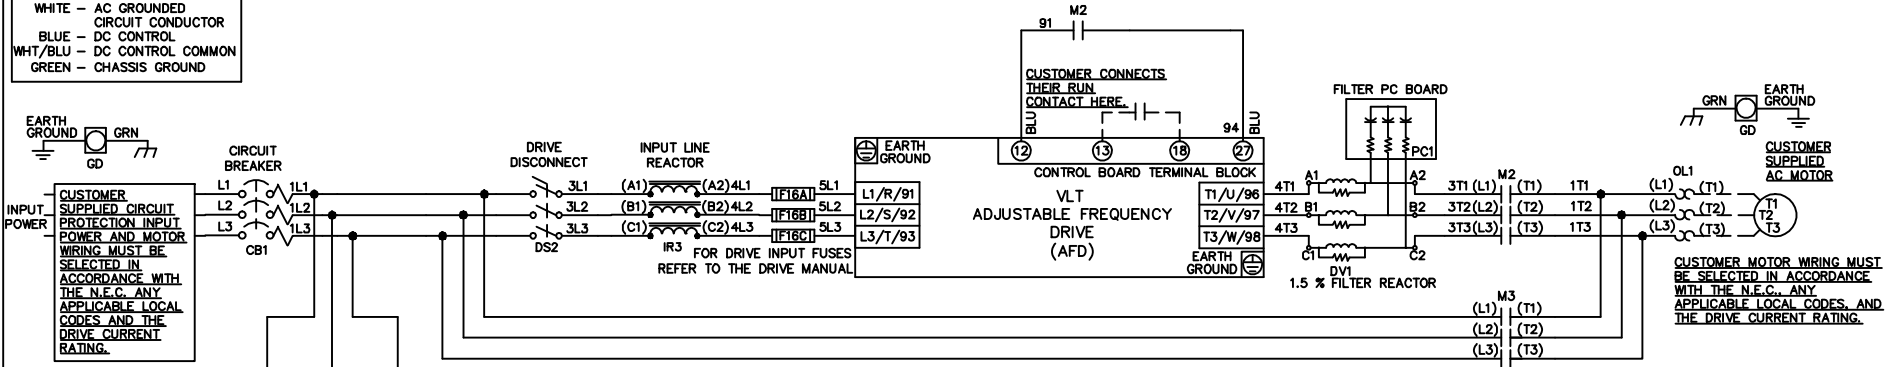 WHITE – AC GROUNDED
CIRCUIT CONDUCTOR
BLUE – DC CONTROL
WHT/BLU – DC CONTROL COMMON
GREEN – CHASSIS GROUND
EARTH
GROUND
GRN
GD
INPUT
POWER
CUSTOMER
SUPPLIED CIRCUIT
PROTECTION INPUT
POWER AND MOTOR
WIRING MUST BE
SELECTED IN
ACCORDANCE WITH
THE N.E.C. ANY
APPLICABLE LOCAL
CODES AND THE
DRIVE CURRENT
RATING.
CIRCUIT
BREAKER
L1 1L1
L2 1L2
L3 1L3
CB1
DRIVE
DISCONNECT
3L1
3L2
3L3
DS2
INPUT LINE
REACTOR
(A1) (A2) 4L1
(B1) (B2) 4L2
(C1) (C2) 4L3
IR3
F16A 5L1
F16B 5L2
F16C 5L3
FOR DRIVE INPUT FUSES
REFER TO THE DRIVE MANUAL
91
M2
BLU
94
BLU
CUSTOMER CONNECTS
THEIR RUN
CONTACT HERE.
12 13 18 27
CONTROL BOARD TERMINAL BLOCK
EARTH
GROUND
L1/R/91
L2/S/92
L3/T/93
VLT
ADJUSTABLE FREQUENCY
DRIVE
(AFD)
T1/U/96
T2/V/97
T3/W/98
EARTH
GROUND
4T1
4T2
4T3
A1 A2
B1 B2
C1 C2
DV1
1.5 % FILTER REACTOR
FILTER PC BOARD
PC1
M2
3T1 (L1) (T1) 1T1
3T2 (L2) (T2) 1T2
3T3 (L3) (T3) 1T3
M3
(L1) (T1)
(L2) (T2)
(L3) (T3)
GRN
GD
EARTH
GROUND
CUSTOMER
SUPPLIED
AC MOTOR
OL1
(L1) (T1)
(L2) (T2)
(L3) (T3)
T1
T2
T3
CUSTOMER MOTOR WIRING MUST
BE SELECTED IN ACCORDANCE
WITH THE N.E.C., ANY
APPLICABLE LOCAL CODES, AND
THE DRIVE CURRENT RATING.